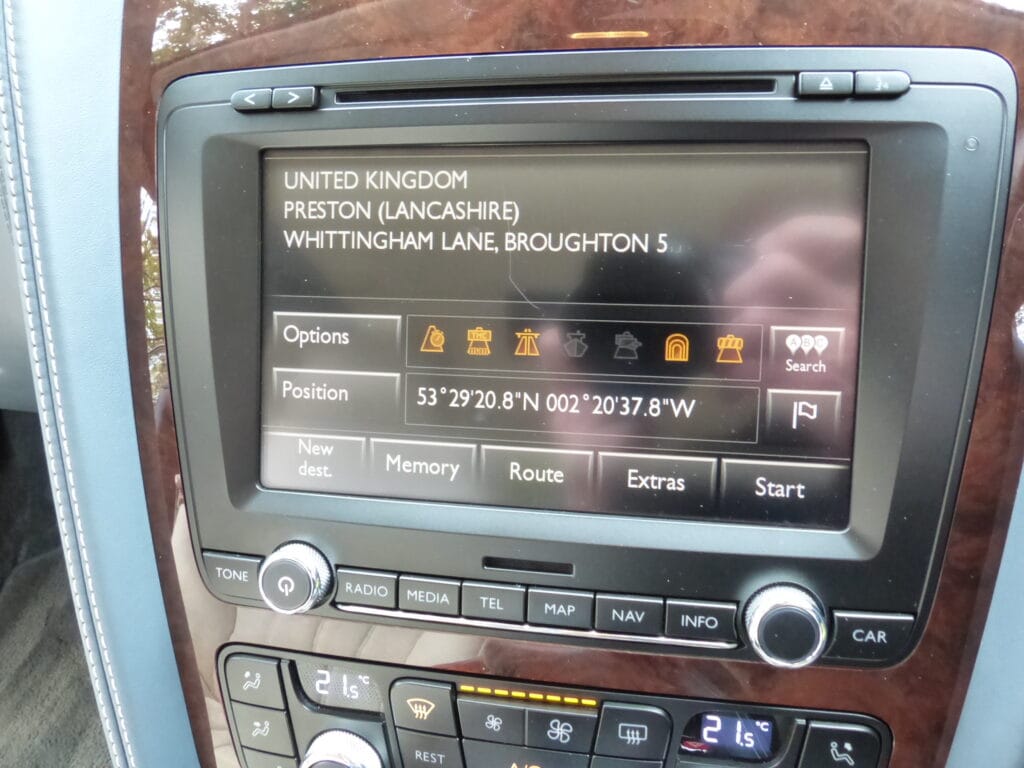 < >
UNITED KINGDOM
PRESTON (LANCASHIRE)
WHITTINGHAM LANE, BROUGHTON 5
Options
TMC
ABC
Search
Position
53°29'20.8"N 002°20'37.8"W
New
dest.
Memory
Route
Extras
Start
TONE
RADIO
MEDIA
TEL
MAP
NAV
INFO
CAR
21.5 °C
21.5 °C
REST